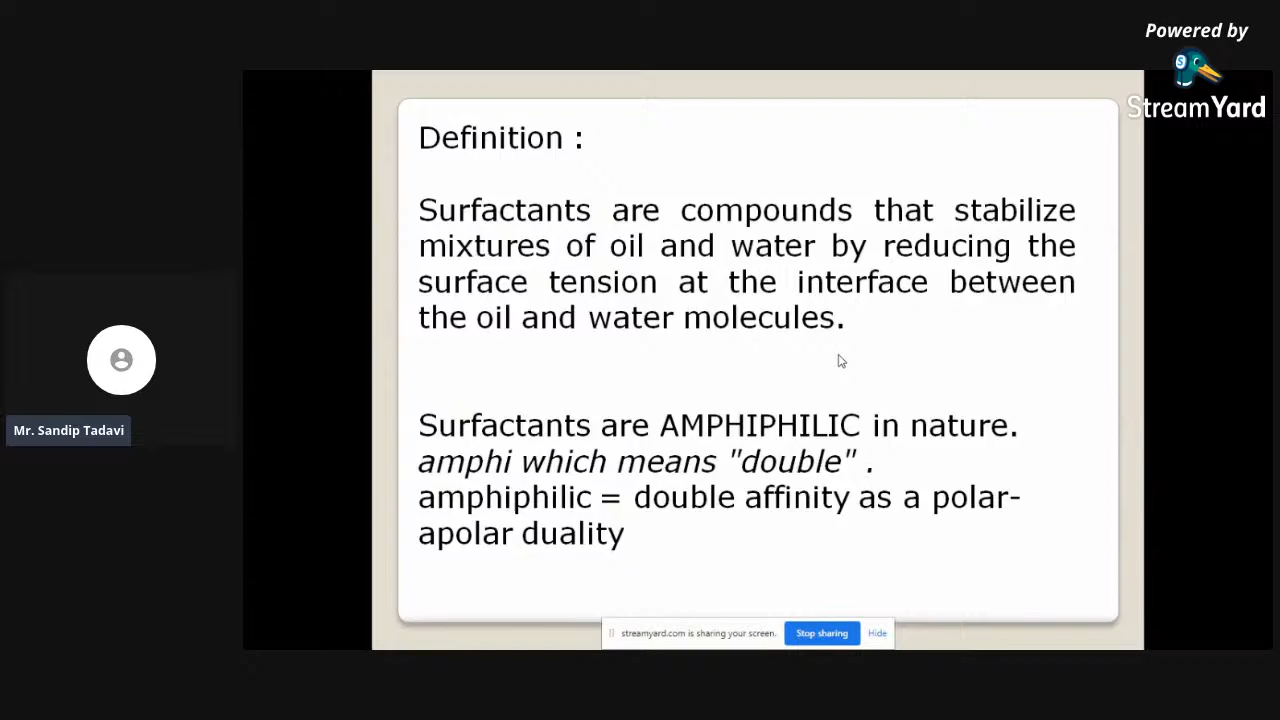 Powered by
StreamYard
Definition :
Surfactants are compounds that stabilize
mixtures of oil and water by reducing the
surface tension at the interface between
the oil and water molecules.
Surfactants are AMPHIPHILIC in nature.
amphi which means "double" .
amphiphilic = double affinity as a polar-
apolar duality
Mr. Sandip Tadavi
streamyard.com is sharing your screen. Stop sharing Hide